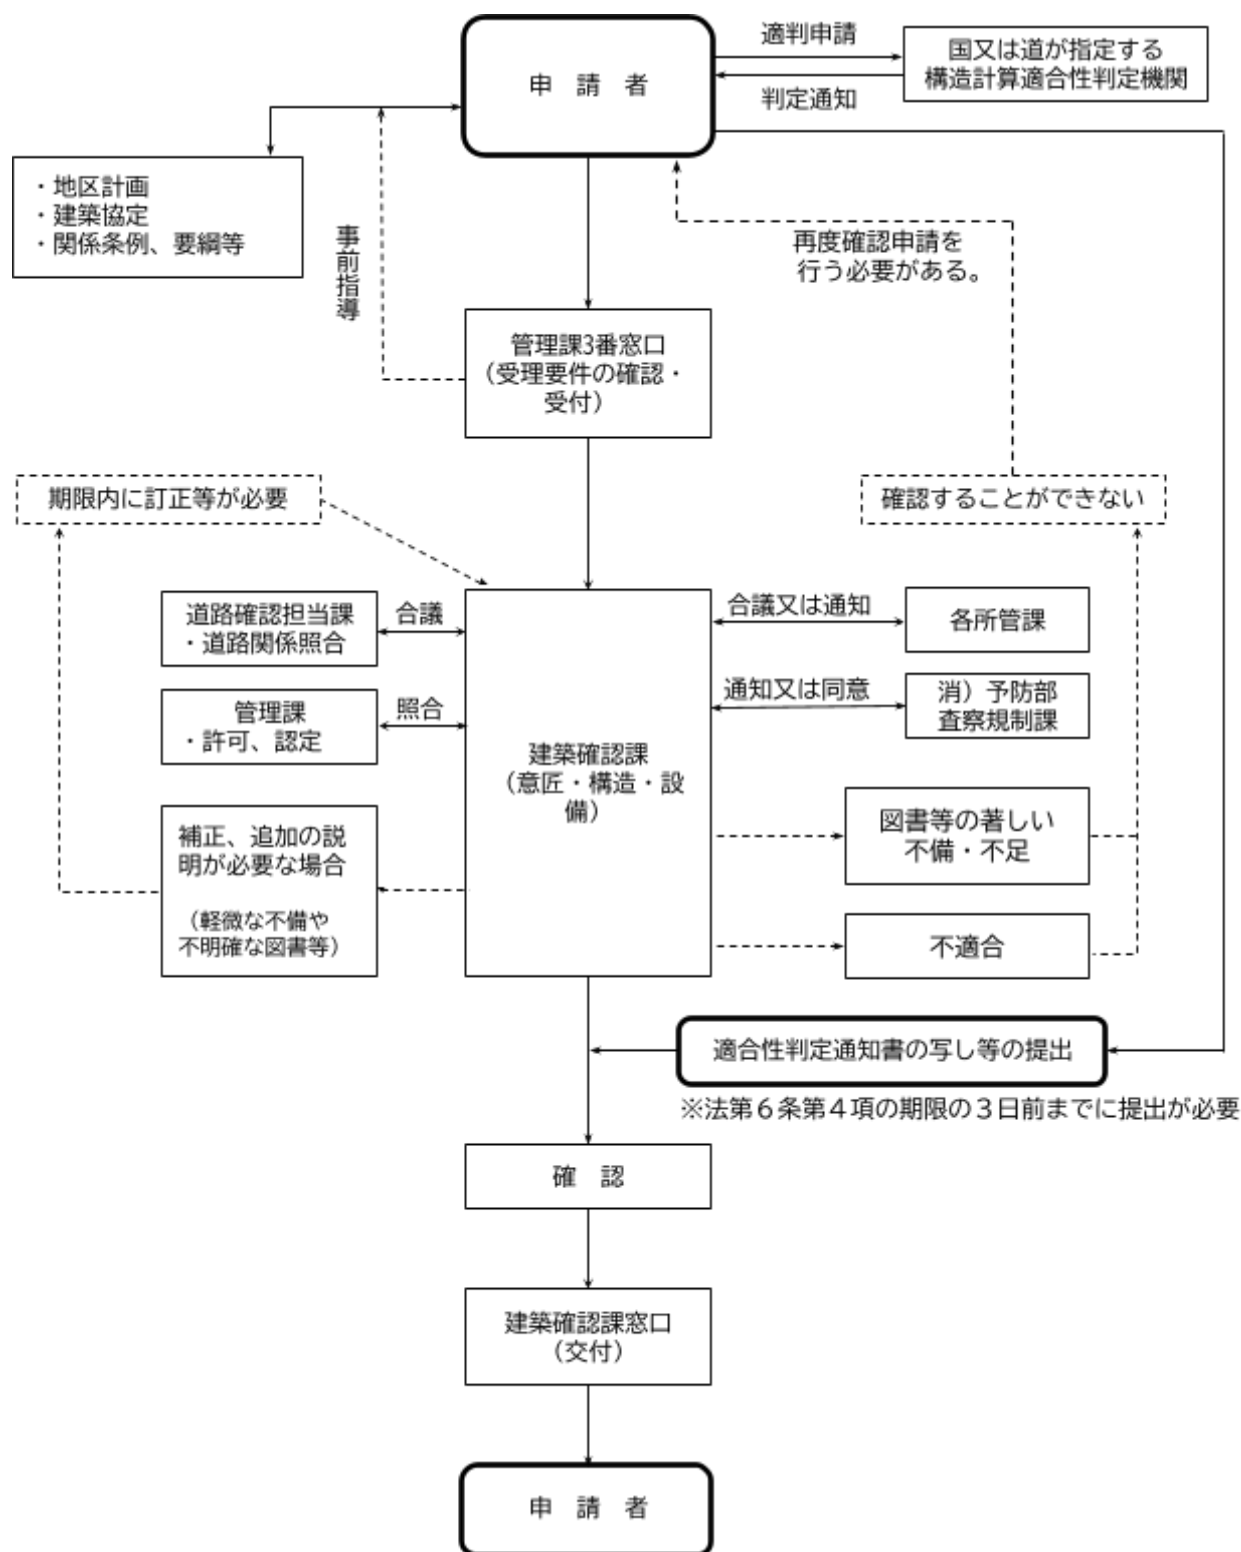 適判申請
申　請　者
国又は道が指定する
構造計算適合性判定機関
判定通知
・地区計画
・建築協定
・関係条例、要綱等
事前指導
再度確認申請を
行う必要がある。
管理課3番窓口
（受理要件の確認・
受付）
期限内に訂正等が必要
確認することができない
道路確認担当課
・道路関係照合
合議
合議又は通知
各所管課
管理課
・許可、認定
照合
通知又は同意
消）予防部
査察規制課
建築確認課
（意匠・構造・設
備）
補正、追加の説
明が必要な場合
（軽微な不備や
不明確な図書等）
図書等の著しい
不備・不足
不適合
適合性判定通知書の写し等の提出
※法第６条第４項の期限の３日前までに提出が必要
確　認
建築確認課窓口
（交付）
申　請　者